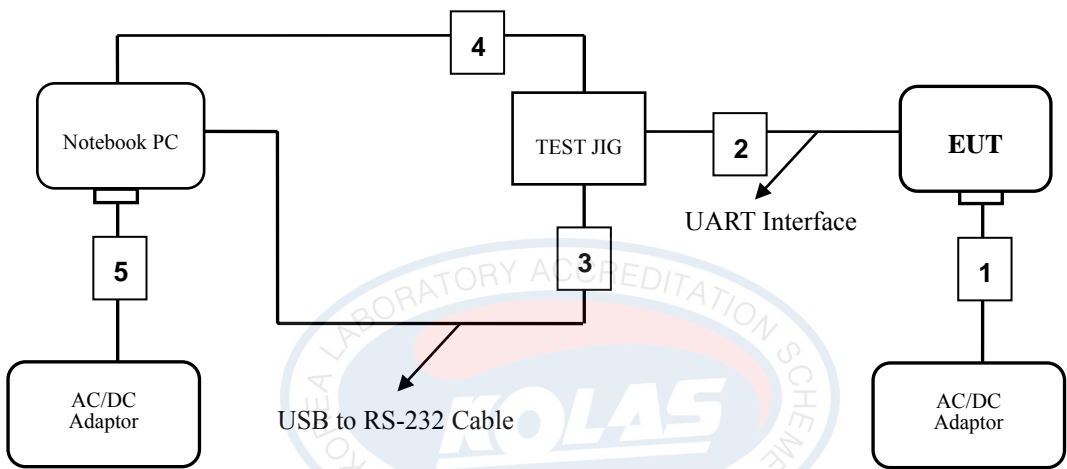 4
Notebook PC
TEST JIG
2
EUT
UART Interface
5
3
1
KOREA LABORATORY ACCREDITATION SCHEME
AC/DC
Adaptor
USB to RS-232 Cable
KOLAS
AC/DC
Adaptor